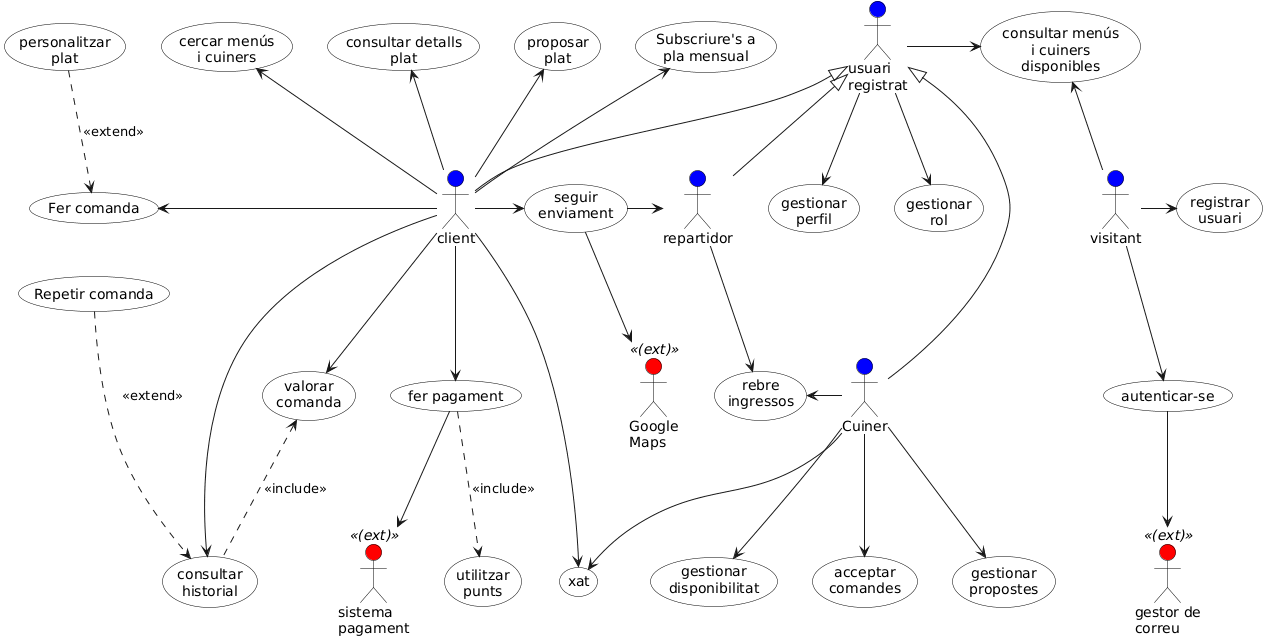 personalitzar
plat
cercar menús
i cuiners
consultar detalls
plat
proposar
plat
Subscriure's a
pla mensual
usuari
registrat
consultar menús
i cuiners
disponibles
«extend»
Fer comanda
client
seguir
enviament
repartidor
gestionar
perfil
gestionar
rol
visitant
registrar
usuari
Repetir comanda
«extend»
valorar
comanda
fer pagament
«(ext)»
Google
Maps
rebre
ingressos
Cuiner
autenticar-se
«include»
«include»
consultar
historial
«(ext)»
sistema
pagament
utilitzar
punts
xat
gestionar
disponibilitat
acceptar
comandes
gestionar
propostes
«(ext)»
gestor de
correu